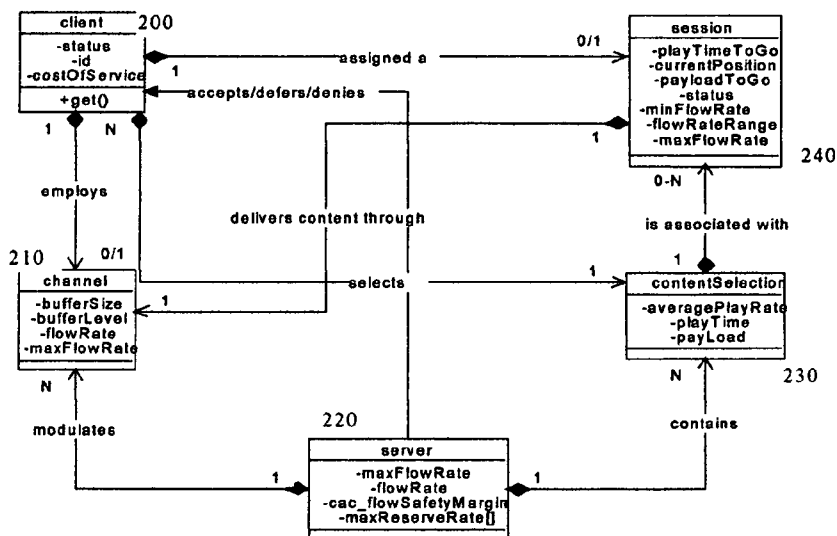 client
200
-status
-id
-costOfService
+get()
1
N
1
assigned a
0/1
accepts/defers/denies
session
-playTimeToGo
-currentPosition
-payloadToGo
-status
-minFlowRate
-flowRateRange
-maxFlowRate
1
240
0-N
employs
delivers content through
is associated with
210
0/1
1
channel
-bufferSize
-bufferLevel
-flowRate
-maxFlowRate
1
selects
1
contentSelection
-averagePlayRate
-playTime
-payLoad
N
N
230
220
modulates
contains
server
1
1
-maxFlowRate
-flowRate
-cac_flowSafetyMargin
-maxReserveRate[]